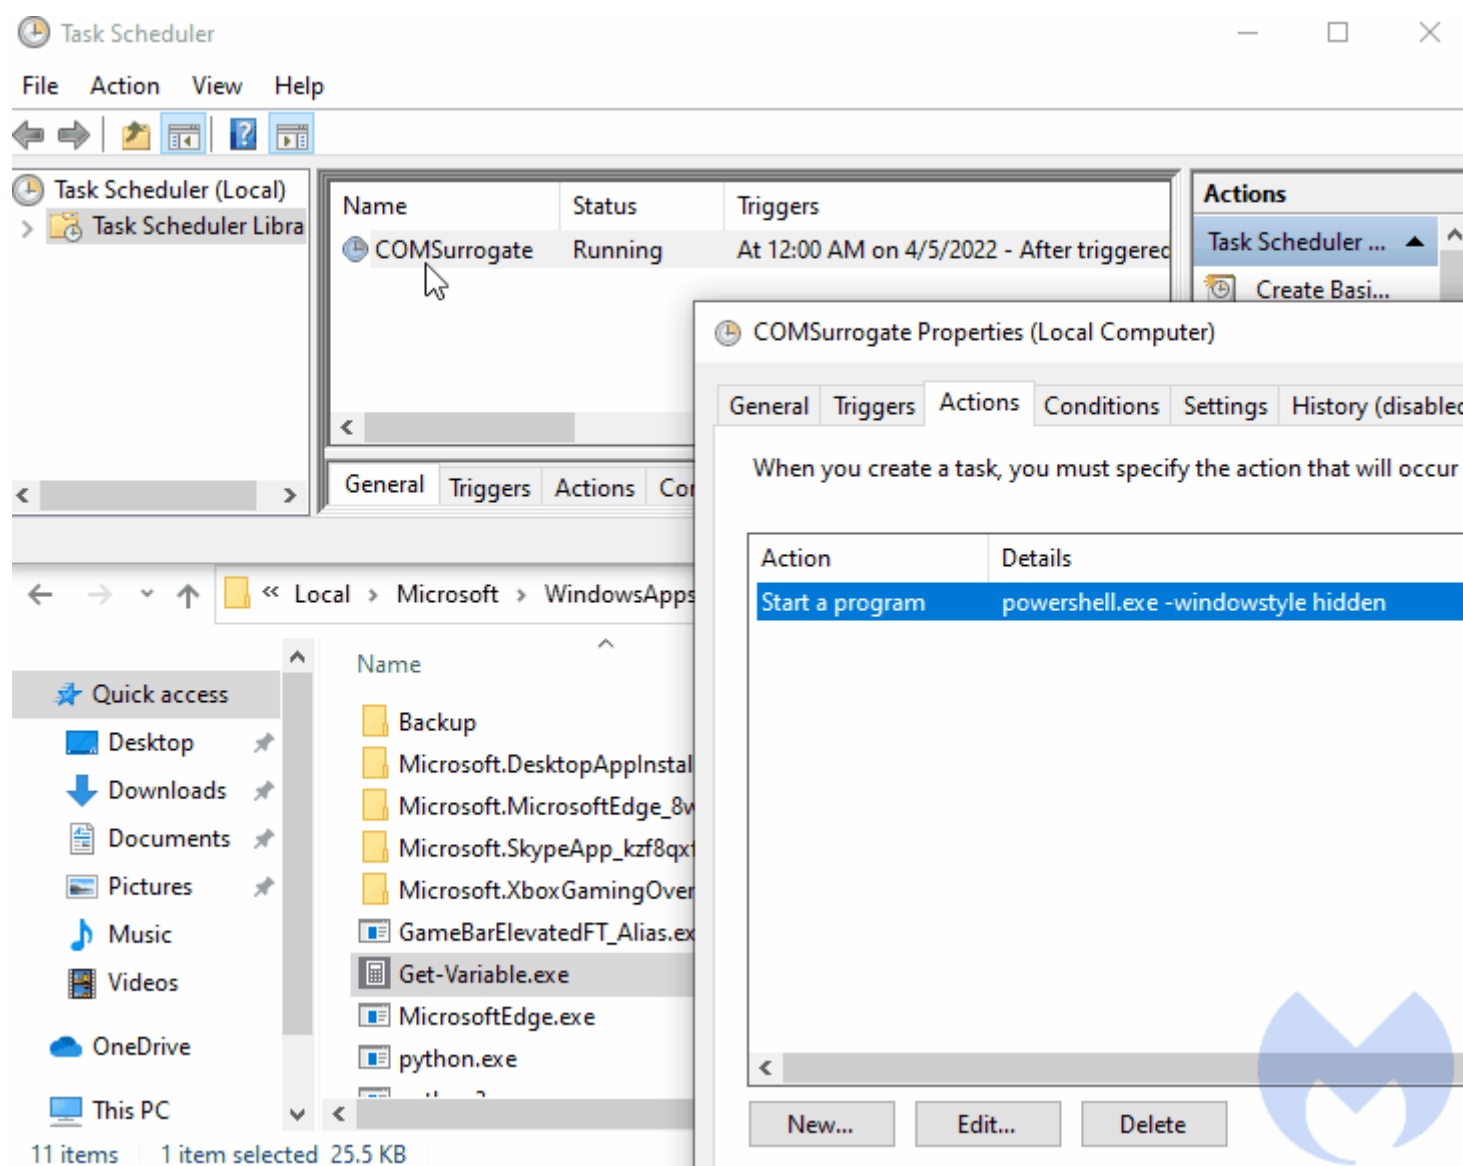 Task Scheduler
File Action View Help
Task Scheduler (Local)
Task Scheduler Libra
Name Status Triggers
COMSurrogate Running At 12:00 AM on 4/5/2022 - After triggered
Actions
Task Scheduler ...
Create Basi...
General Triggers Actions Cor
COMSurrogate Properties (Local Computer)
General Triggers Actions Conditions Settings History (disabled
When you create a task, you must specify the action that will occur
Action Details
Start a program powershell.exe -windowstyle hidden
New... Edit... Delete
« Local > Microsoft > WindowsApps
Quick access
Desktop
Downloads
Documents
Pictures
Music
Videos
OneDrive
This PC
Name
Backup
Microsoft.DesktopAppInstal
Microsoft.MicrosoftEdge_8w
Microsoft.SkypeApp_kzf8qxf
Microsoft.XboxGamingOver
GameBarElevatedFT_Alias.ex
Get-Variable.exe
MicrosoftEdge.exe
python.exe
11 items 1 item selected 25.5 KB